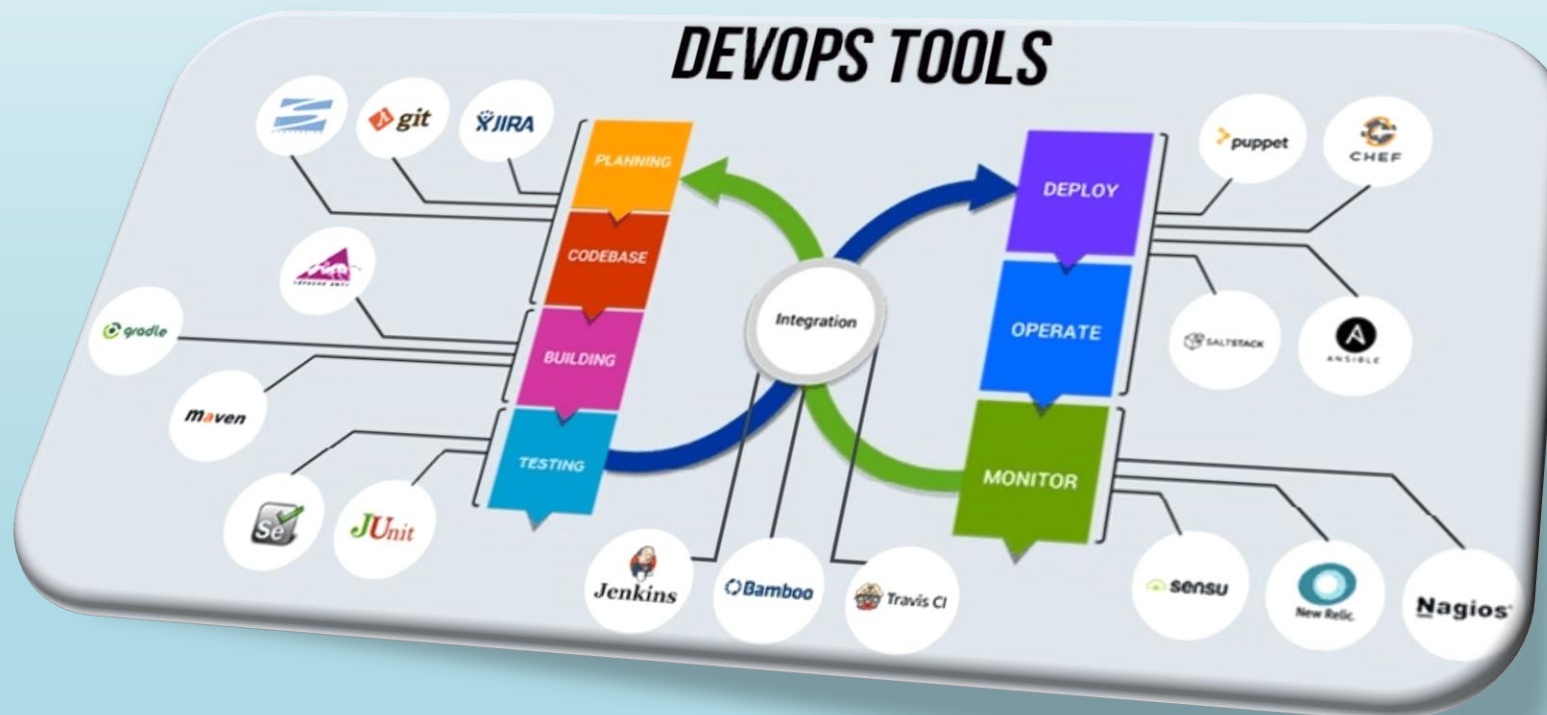 DEVOPS TOOLS
git
JIRA
puppet
CHEF
PLANNING
DEPLOY
CODEBASE
Integration
gradle
BUILDING
OPERATE
SALTSTACK
ANSIBLE
maven
TESTING
MONITOR
Se
JUnit
Jenkins
Bamboo
Travis CI
sensu
New Relic.
Nagios